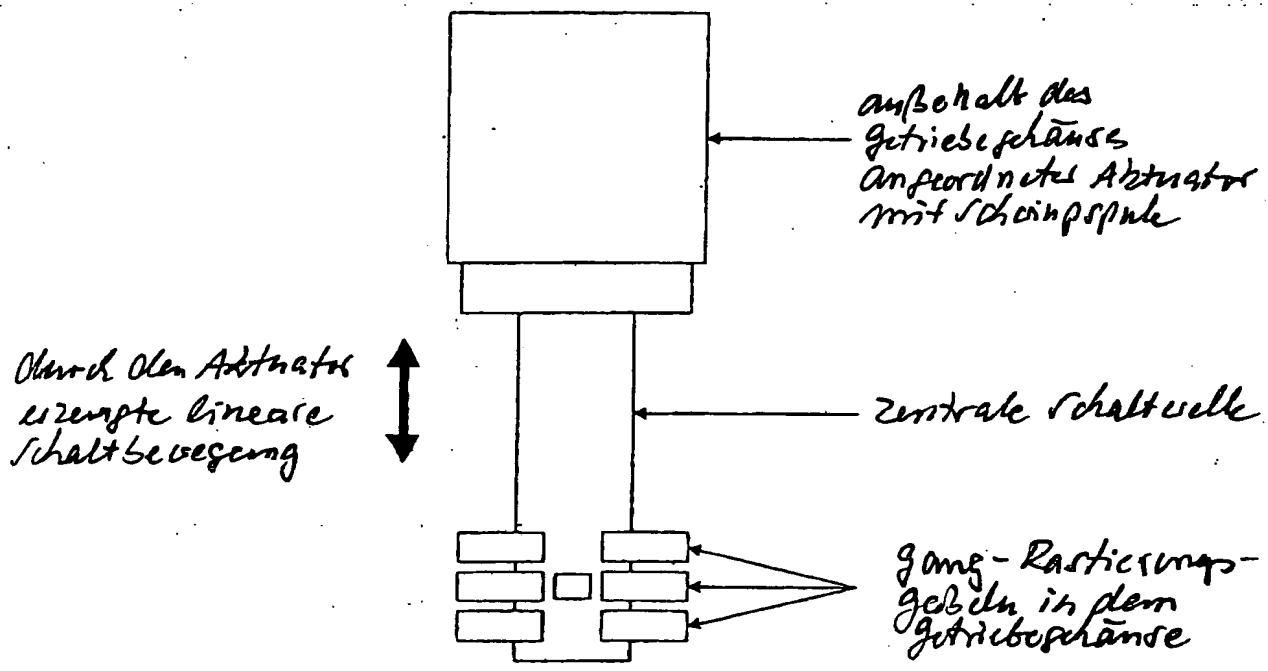 außerhalb des
Getriebegehäuses
angeordneter Aktuator
mit Schwingspule
durch den Aktuator
erzeugte lineare
Schaltbewegung
zentrale Schaltwelle
Gang-Rastierungs-
Gabeln in dem
Getriebegehäuse